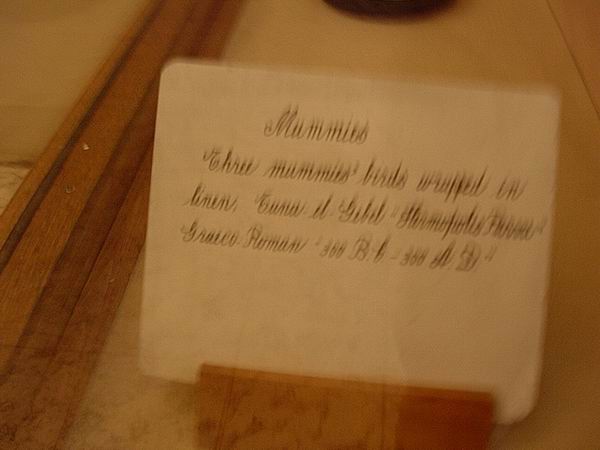 Mummies
Three mummies' birds wrapped in
linen, Tuna el Gebel "Hermopolis
Graeco Roman "300 B.C - 300 A.D"